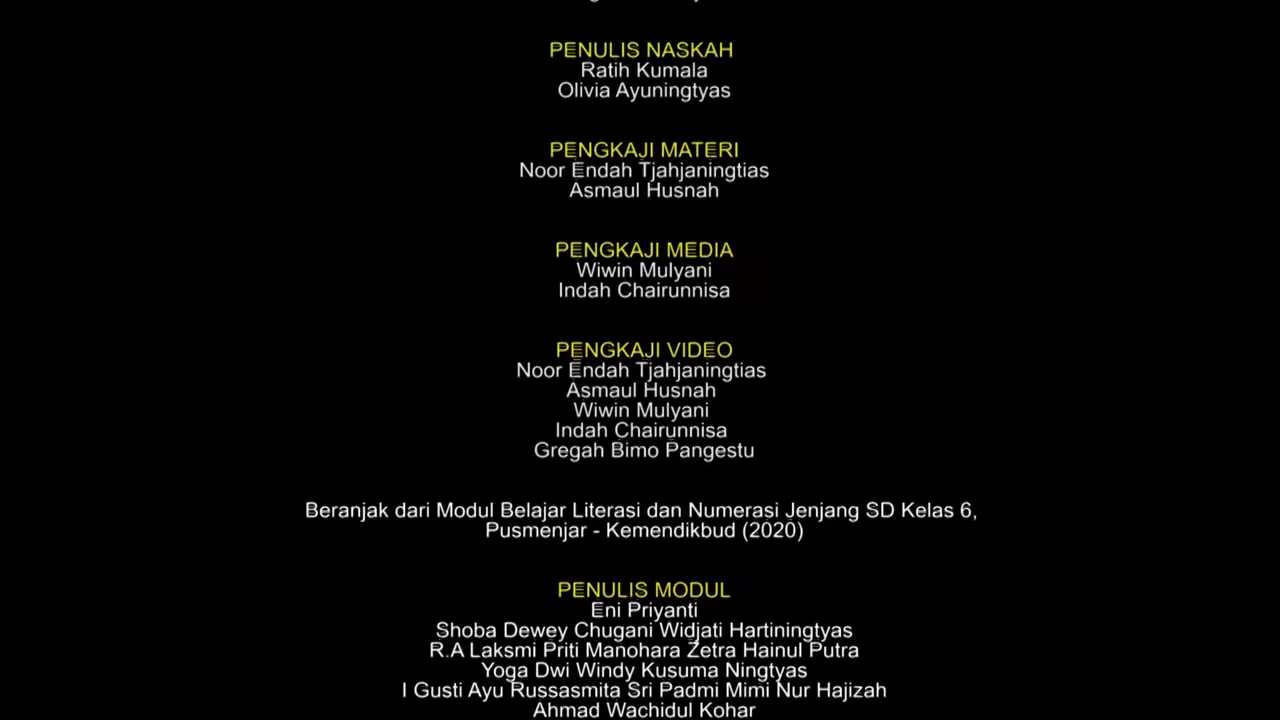 PENULIS NASKAH
Ratih Kumala
Olivia Ayuningtyas
PENGKAJI MATERI
Noor Endah Tjahjaningtias
Asmaul Husnah
PENGKAJI MEDIA
Wiwin Mulyani
Indah Chairunnisa
PENGKAJI VIDEO
Noor Endah Tjahjaningtias
Asmaul Husnah
Wiwin Mulyani
Indah Chairunnisa
Gregah Bimo Pangestu
Beranjak dari Modul Belajar Literasi dan Numerasi Jenjang SD Kelas 6,
Pusmenjar - Kemendikbud (2020)
PENULIS MODUL
Eni Priyanti
Shoba Dewey Chugani Widjati Hartiningtyas
R.A Laksmi Priti Manohara Zetra Hainul Putra
Yoga Dwi Windy Kusuma Ningtyas
I Gusti Ayu Russasmita Sri Padmi Mimi Nur Hajizah
Ahmad Wachidul Kohar